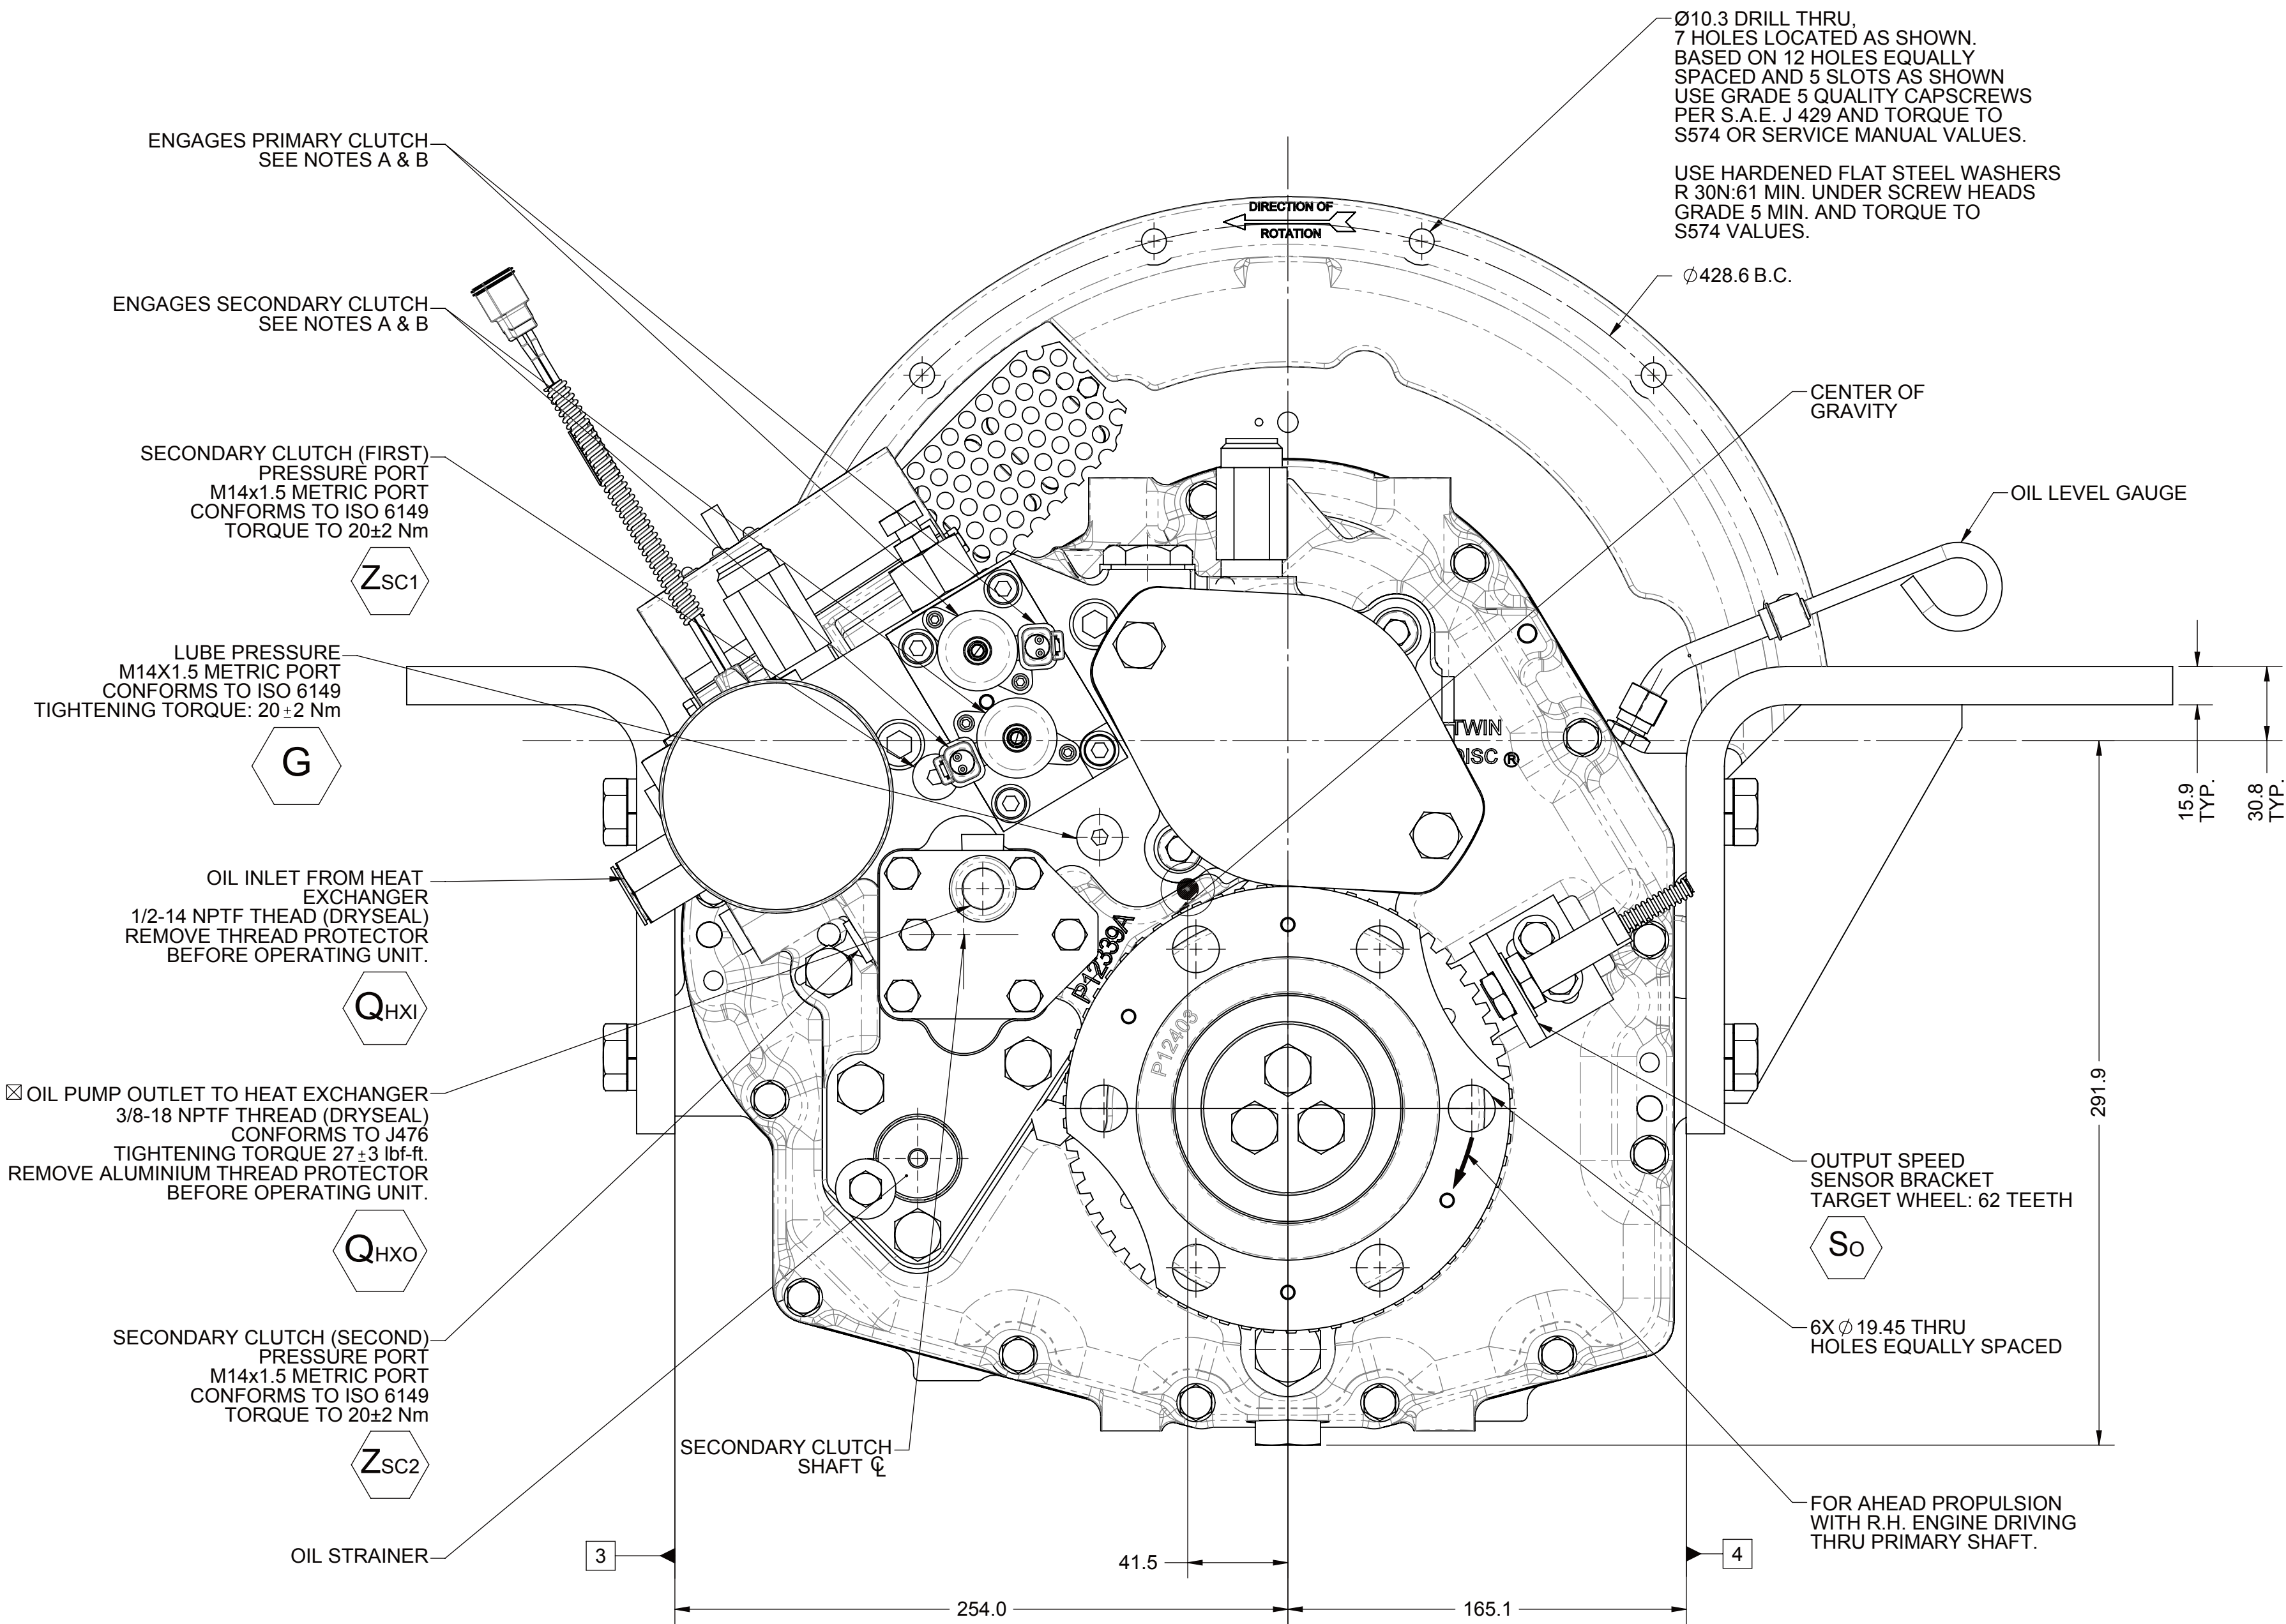 Ø10.3 DRILL THRU,
7 HOLES LOCATED AS SHOWN.
BASED ON 12 HOLES EQUALLY
SPACED AND 5 SLOTS AS SHOWN
USE GRADE 5 QUALITY CAPSCREWS
PER S.A.E. J 429 AND TORQUE TO
S574 OR SERVICE MANUAL VALUES.
USE HARDENED FLAT STEEL WASHERS
R 30N:61 MIN. UNDER SCREW HEADS
GRADE 5 MIN. AND TORQUE TO
S574 VALUES.
∅428.6 B.C.
DIRECTION OF
ROTATION
ENGAGES PRIMARY CLUTCH
SEE NOTES A & B
ENGAGES SECONDARY CLUTCH
SEE NOTES A & B
CENTER OF
GRAVITY
SECONDARY CLUTCH (FIRST)
PRESSURE PORT
M14x1.5 METRIC PORT
CONFORMS TO ISO 6149
TORQUE TO 20±2 Nm
ZSC1
OIL LEVEL GAUGE
LUBE PRESSURE
M14X1.5 METRIC PORT
CONFORMS TO ISO 6149
TIGHTENING TORQUE: 20±2 Nm
G
TWIN
DISC ®
15.9
TYP.
30.8
TYP.
OIL INLET FROM HEAT
EXCHANGER
1/2-14 NPTF THEAD (DRYSEAL)
REMOVE THREAD PROTECTOR
BEFORE OPERATING UNIT.
QHXI
P12339A
P12403
☒ OIL PUMP OUTLET TO HEAT EXCHANGER
3/8-18 NPTF THREAD (DRYSEAL)
CONFORMS TO J476
TIGHTENING TORQUE 27±3 lbf-ft.
REMOVE ALUMINIUM THREAD PROTECTOR
BEFORE OPERATING UNIT.
QHXO
291.9
OUTPUT SPEED
SENSOR BRACKET
TARGET WHEEL: 62 TEETH
SO
6X ∅ 19.45 THRU
HOLES EQUALLY SPACED
SECONDARY CLUTCH (SECOND)
PRESSURE PORT
M14x1.5 METRIC PORT
CONFORMS TO ISO 6149
TORQUE TO 20±2 Nm
ZSC2
SECONDARY CLUTCH
SHAFT ℄
FOR AHEAD PROPULSION
WITH R.H. ENGINE DRIVING
THRU PRIMARY SHAFT.
OIL STRAINER
3
41.5
4
254.0
165.1